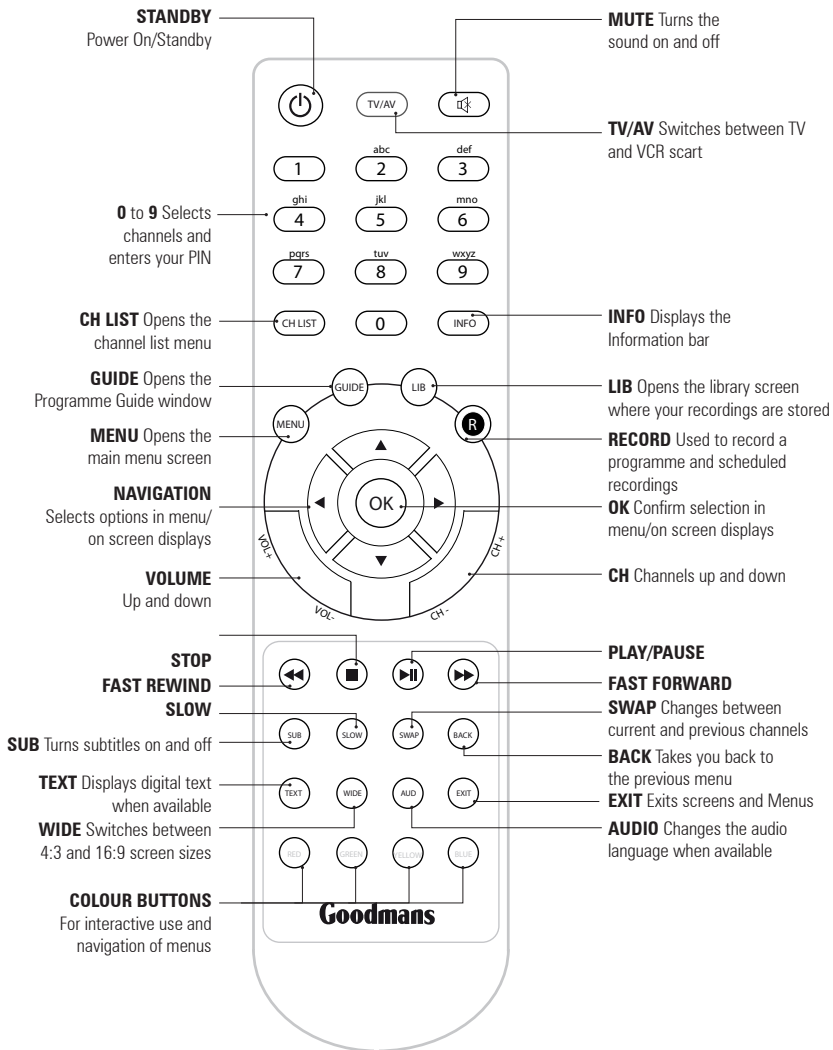 STANDBY
Power On/Standby
MUTE Turns the
sound on and off
TV/AV
TV/AV Switches between TV
and VCR scart
abc
def
1
2
3
ghi
jkl
mno
4
5
6
0 to 9 Selects
channels and
enters your PIN
pqrs
tuv
wxyz
7
8
9
CH LIST
0
INFO
CH LIST Opens the
channel list menu
INFO Displays the
Information bar
GUIDE
LIB
GUIDE Opens the
Programme Guide window
LIB Opens the library screen
where your recordings are stored
MENU
R
MENU Opens the
main menu screen
RECORD Used to record a
programme and scheduled
recordings
NAVIGATION
Selects options in menu/
on screen displays
OK
OK Confirm selection in
menu/on screen displays
VOL+
CH +
VOLUME
Up and down
CH Channels up and down
VOL-
CH -
STOP
FAST REWIND
SLOW
PLAY/PAUSE
FAST FORWARD
SWAP Changes between
current and previous channels
SUB
SLOW
SWAP
BACK
SUB Turns subtitles on and off
BACK Takes you back to
the previous menu
TEXT Displays digital text
when available
TEXT
WIDE
AUD
EXIT
EXIT Exits screens and Menus
WIDE Switches between
4:3 and 16:9 screen sizes
AUDIO Changes the audio
language when available
RED
GREEN
YELLOW
BLUE
COLOUR BUTTONS
For interactive use and
navigation of menus
Goodmans